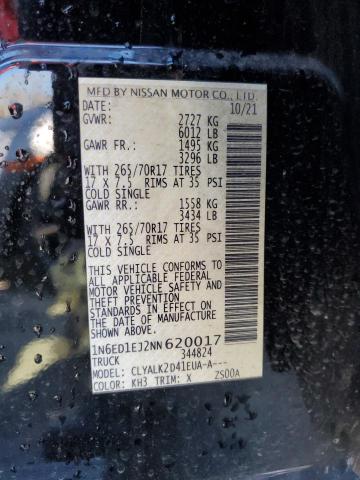 MFD BY NISSAN MOTOR CO., LTD.
DATE: 10/21
GVWR: 2727 KG
6012 LB
GAWR FR.: 1495 KG
3296 LB
WITH 265/70R17 TIRES
17 X 7.5 RIMS AT 35 PSI
COLD SINGLE
GAWR RR.: 1558 KG
3434 LB
WITH 265/70R17 TIRES
17 X 7.5 RIMS AT 35 PSI
COLD SINGLE
THIS VEHICLE CONFORMS TO
ALL APPLICABLE FEDERAL
MOTOR VEHICLE SAFETY AND
THEFT PREVENTION
STANDARDS IN EFFECT ON
THE DATE OF MANUFACTURE
SHOWN ABOVE.
1N6ED1EJ2NN620017
344824
MODEL: CLYALK2D41EUA-A---
COLOR: KH3 TRIM: X ZS00A